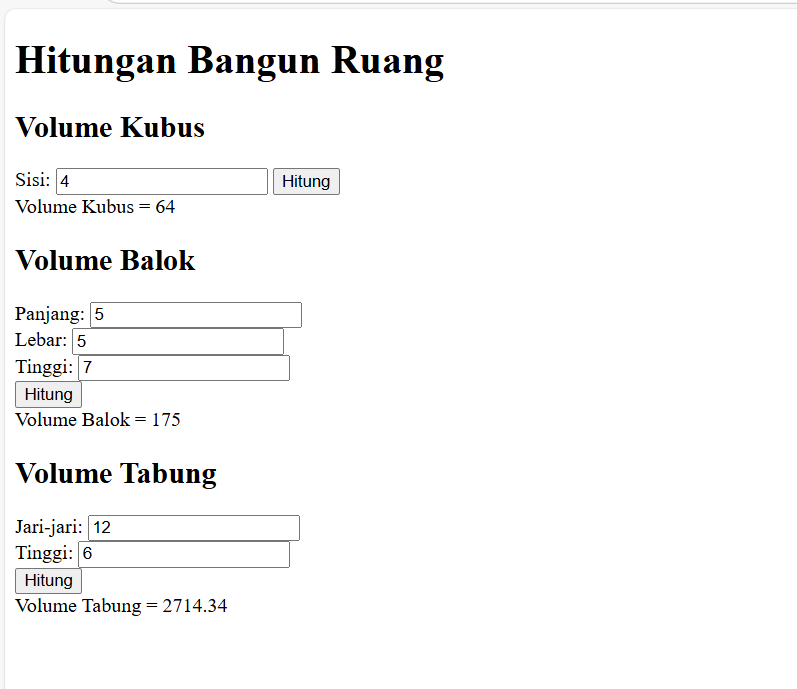 Hitungan Bangun Ruang
Volume Kubus
Sisi: 4 Hitung
Volume Kubus = 64
Volume Balok
Panjang: 5
Lebar: 5
Tinggi: 7
Hitung
Volume Balok = 175
Volume Tabung
Jari-jari: 12
Tinggi: 6
Hitung
Volume Tabung = 2714.34